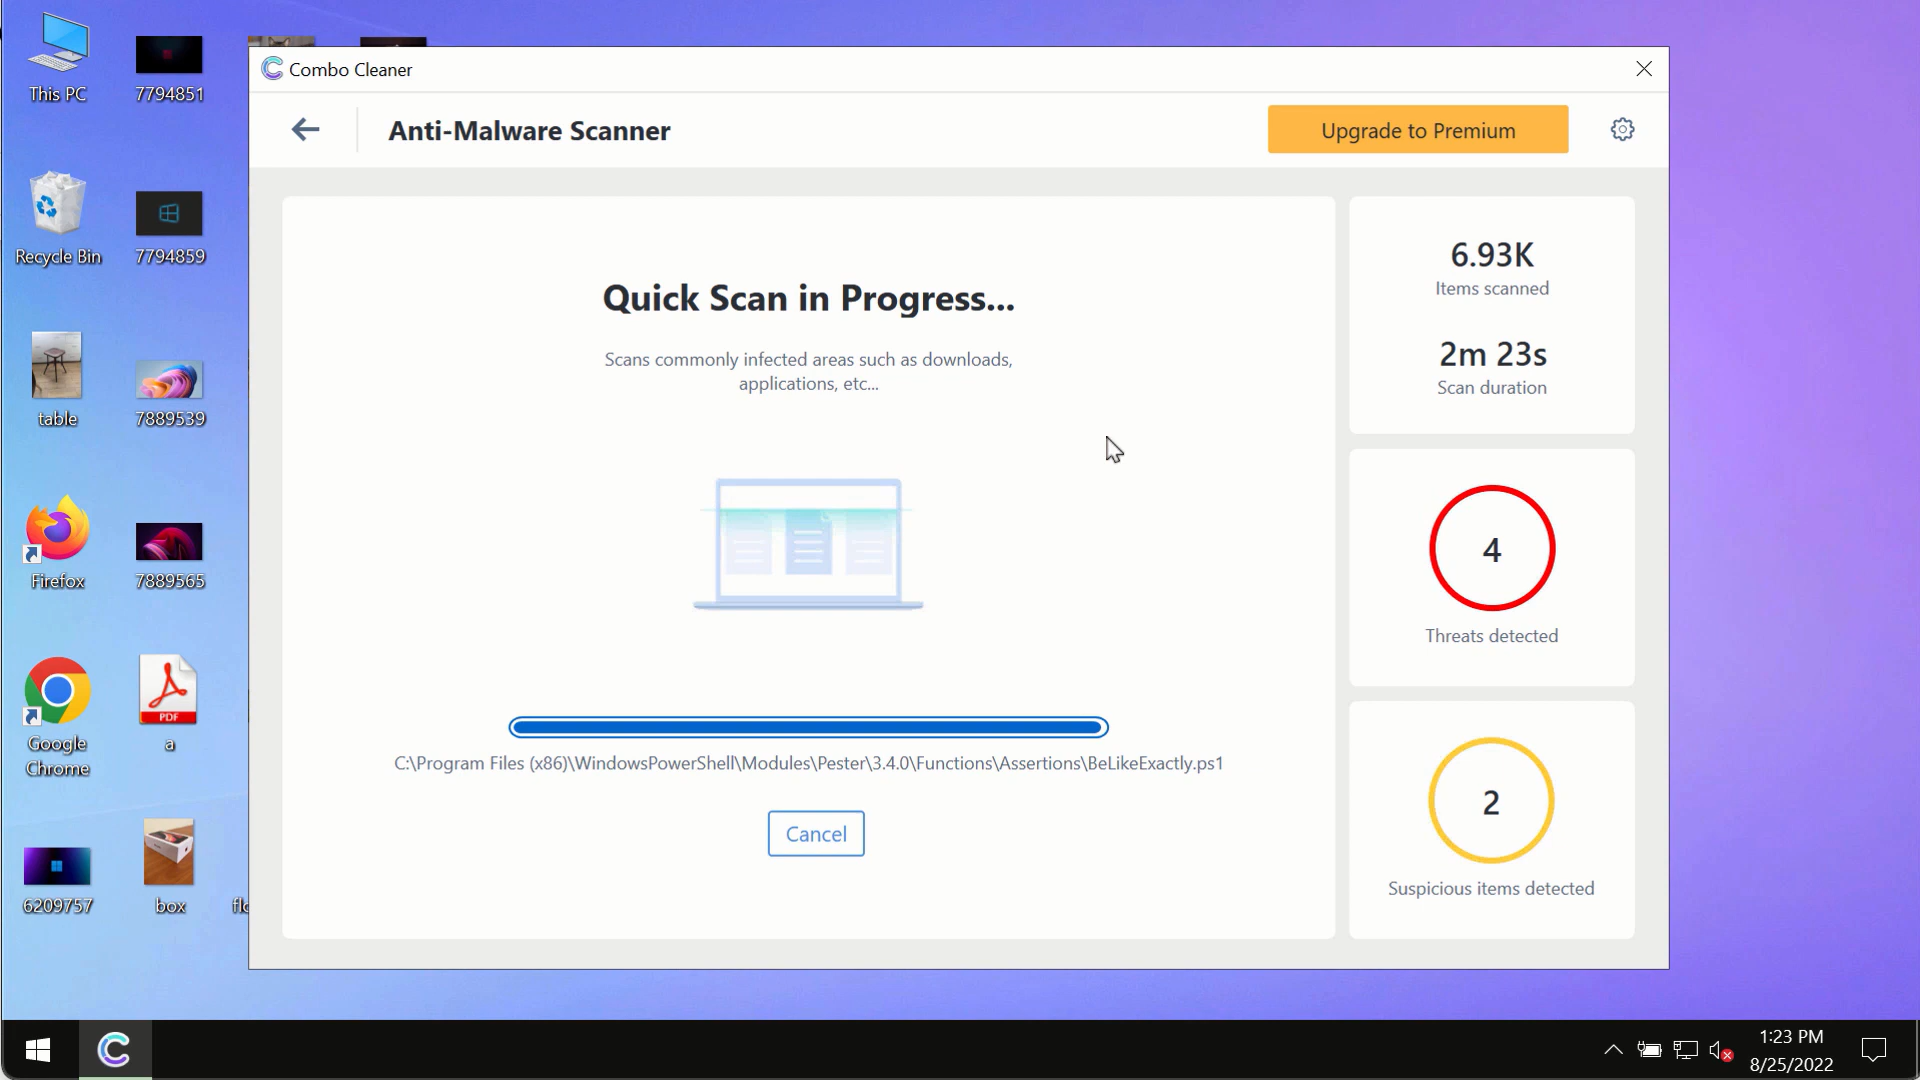 This PC
7794851
Recycle Bin
7794859
table
7889539
Firefox
7889565
Google
Chrome
PDF
a
6209757
box
Combo Cleaner
Anti-Malware Scanner
Upgrade to Premium
Quick Scan in Progress...
Scans commonly infected areas such as downloads,
applications, etc...
C:\Program Files (x86)\WindowsPowerShell\Modules\Pester\3.4.0\Functions\Assertions\BeLikeExactly.ps1
Cancel
6.93K
Items scanned
2m 23s
Scan duration
4
Threats detected
2
Suspicious items detected
1:23 PM
8/25/2022